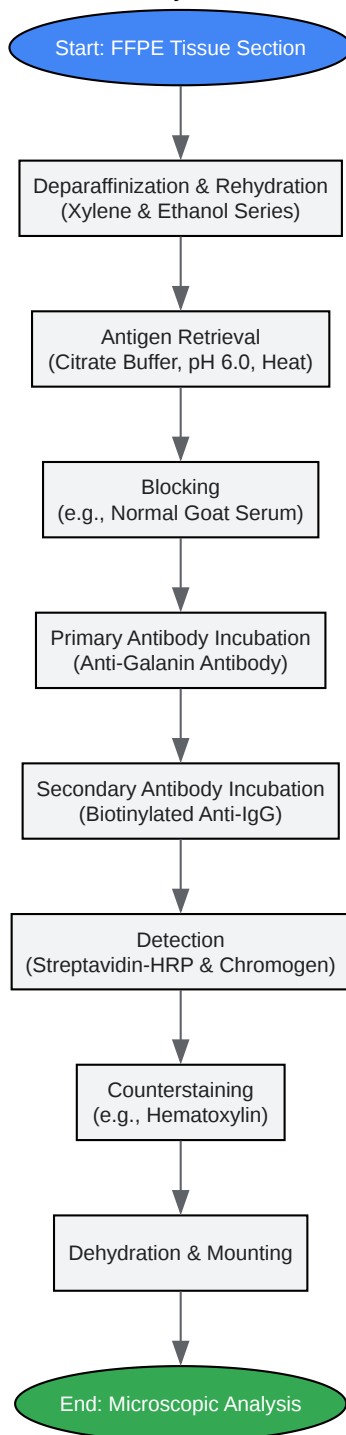 Start: FFPE Tissue Section
Deparaffinization & Rehydration
(Xylene & Ethanol Series)
Antigen Retrieval
(Citrate Buffer, pH 6.0, Heat)
Blocking
(e.g., Normal Goat Serum)
Primary Antibody Incubation
(Anti-Galanin Antibody)
Secondary Antibody Incubation
(Biotinylated Anti-IgG)
Detection
(Streptavidin-HRP & Chromogen)
Counterstaining
(e.g., Hematoxylin)
Dehydration & Mounting
End: Microscopic Analysis